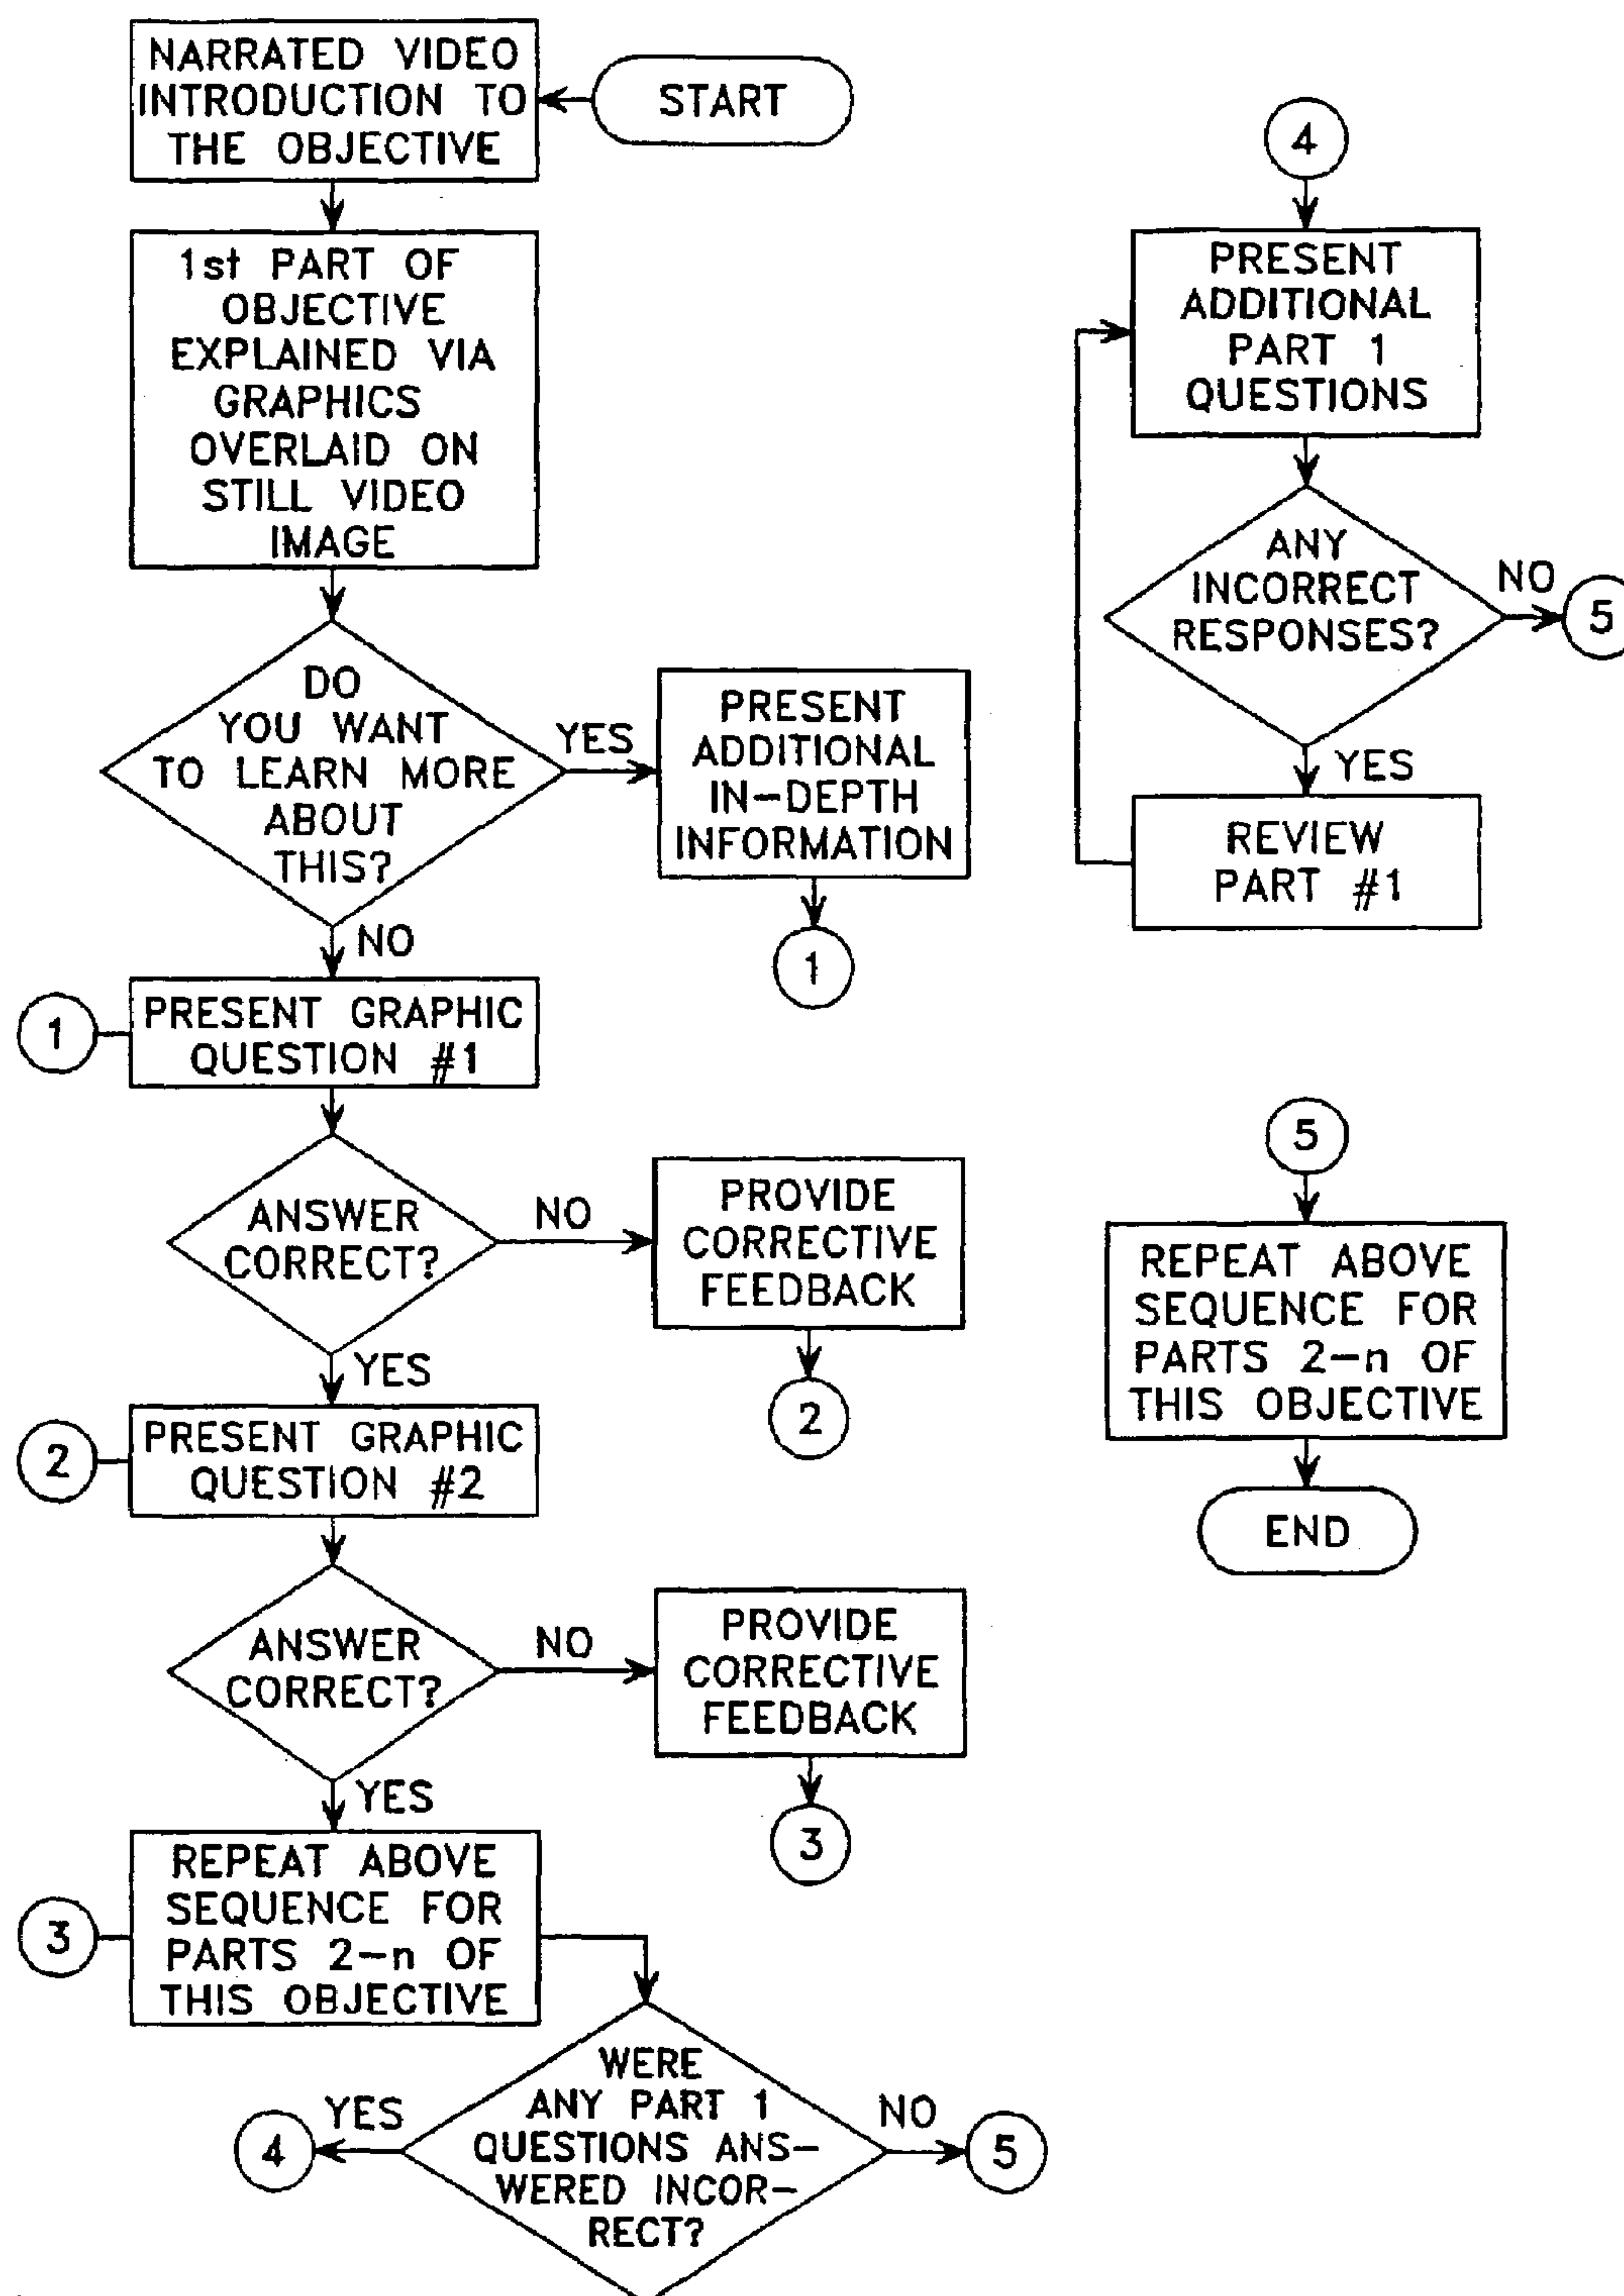 NARRATED VIDEO
INTRODUCTION TO
THE OBJECTIVE
START
1st PART OF
OBJECTIVE
EXPLAINED VIA
GRAPHICS
OVERLAID ON
STILL VIDEO
IMAGE
DO
YOU WANT
TO LEARN MORE
ABOUT
THIS?
YES
PRESENT
ADDITIONAL
IN-DEPTH
INFORMATION
1
NO
1
PRESENT GRAPHIC
QUESTION #1
ANSWER
CORRECT?
NO
PROVIDE
CORRECTIVE
FEEDBACK
2
YES
2
PRESENT GRAPHIC
QUESTION #2
ANSWER
CORRECT?
NO
PROVIDE
CORRECTIVE
FEEDBACK
3
YES
3
REPEAT ABOVE
SEQUENCE FOR
PARTS 2-n OF
THIS OBJECTIVE
WERE
ANY PART 1
QUESTIONS ANS-
WERED INCOR-
RECT?
YES
4
NO
5
4
PRESENT
ADDITIONAL
PART 1
QUESTIONS
ANY
INCORRECT
RESPONSES?
NO
5
YES
REVIEW
PART #1
5
REPEAT ABOVE
SEQUENCE FOR
PARTS 2-n OF
THIS OBJECTIVE
END